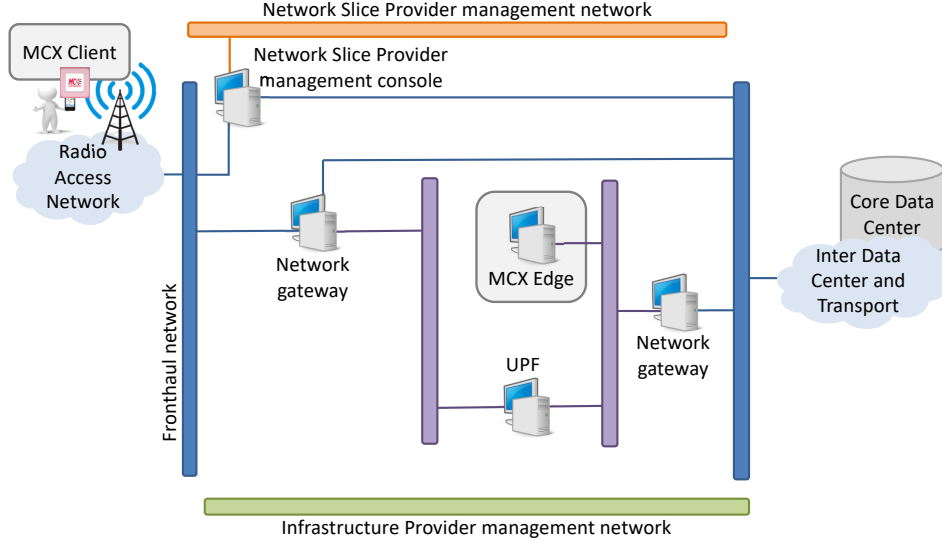 Network Slice Provider management network
MCX Client
Network Slice Provider
management console
Radio
Access
Network
Core Data
Center
MCX Edge
Inter Data
Center and
Transport
Network
gateway
Network
gateway
UPF
Fronthaul network
Infrastructure Provider management network